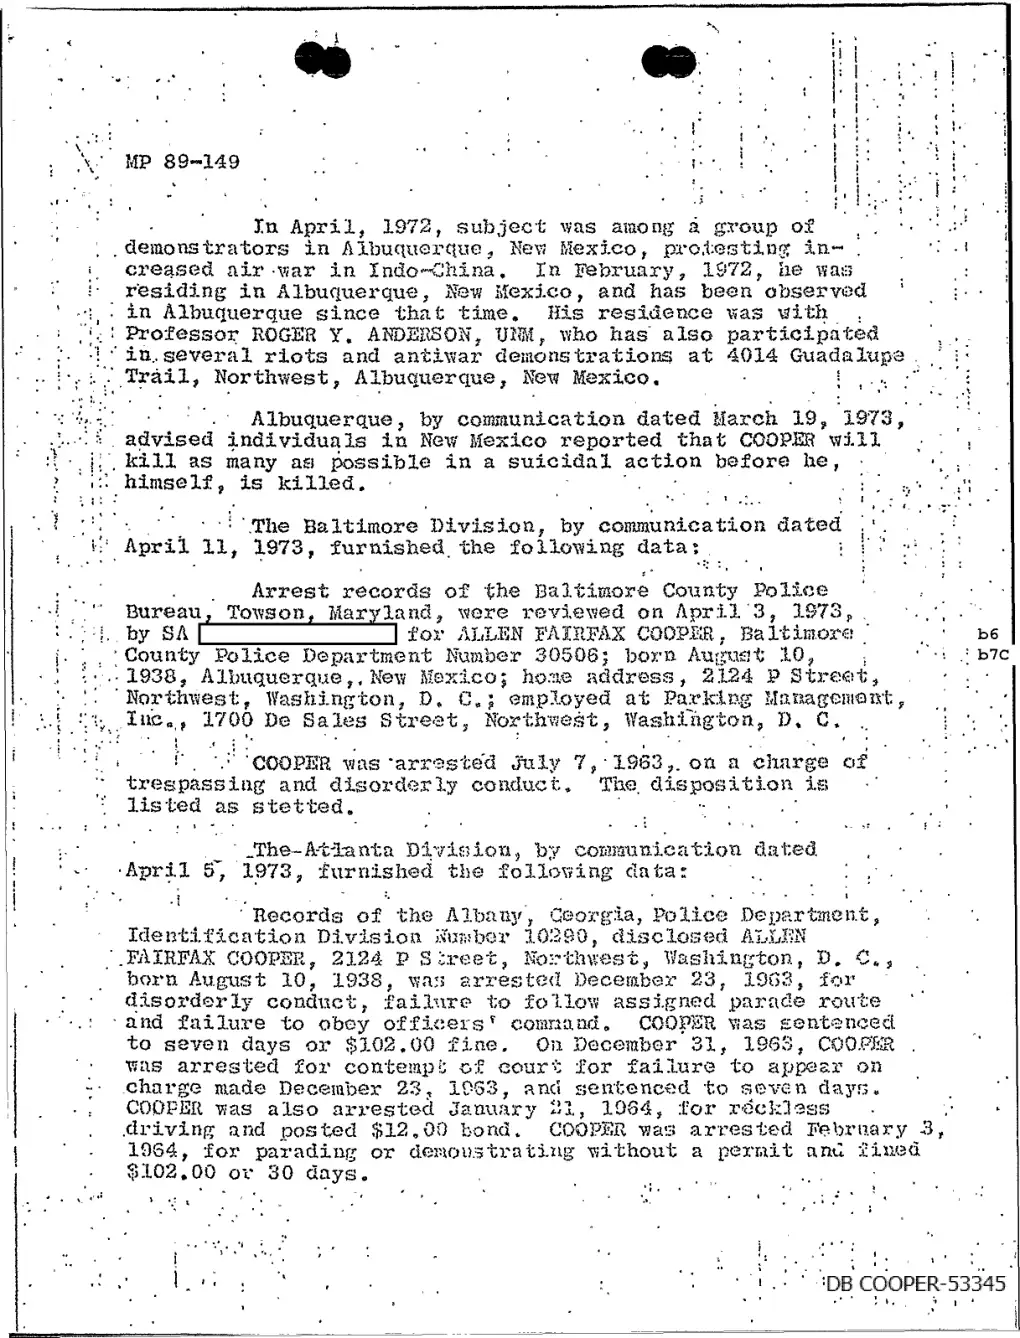 MP 89-149
In April, 1972, subject was among a group of
demonstrators in Albuquerque, New Mexico, protesting in-
creased air war in Indo-China. In February, 1972, he was
residing in Albuquerque, New Mexico, and has been observed
in Albuquerque since that time. His residence was with
Professor ROGER Y. ANDERSON, UNM, who has also participated
in several riots and antiwar demonstrations at 4014 Guadalupe
Trail, Northwest, Albuquerque, New Mexico.
Albuquerque, by communication dated March 19, 1973,
advised individuals in New Mexico reported that COOPER will
kill as many as possible in a suicidal action before he,
himself, is killed.
The Baltimore Division, by communication dated
April 11, 1973, furnished the following data:
Arrest records of the Baltimore County Police
Bureau, Towson, Maryland, were reviewed on April 3, 1973,
by SA for ALLEN FAIRFAX COOPER, Baltimore
b6
County Police Department Number 30506; born August 10,
b7C
1938, Albuquerque, New Mexico; home address, 2124 P Street,
Northwest, Washington, D. C.; employed at Parking Management,
Inc., 1700 De Sales Street, Northwest, Washington, D. C.
COOPER was arrested July 7, 1963, on a charge of
trespassing and disorderly conduct. The disposition is
listed as stetted.
The Atlanta Division, by communication dated
April 5, 1973, furnished the following data:
Records of the Albany, Georgia, Police Department,
Identification Division Number 10290, disclosed ALLEN
FAIRFAX COOPER, 2124 P Street, Northwest, Washington, D. C.,
born August 10, 1938, was arrested December 23, 1963, for
disorderly conduct, failure to follow assigned parade route
and failure to obey officers' command. COOPER was sentenced
to seven days or $102.00 fine. On December 31, 1963, COOPER
was arrested for contempt of court for failure to appear on
charge made December 23, 1963, and sentenced to seven days.
COOPER was also arrested January 21, 1964, for reckless
driving and posted $12.00 bond. COOPER was arrested February 3,
1964, for parading or demonstrating without a permit and fined
$102.00 or 30 days.
DB COOPER-53345